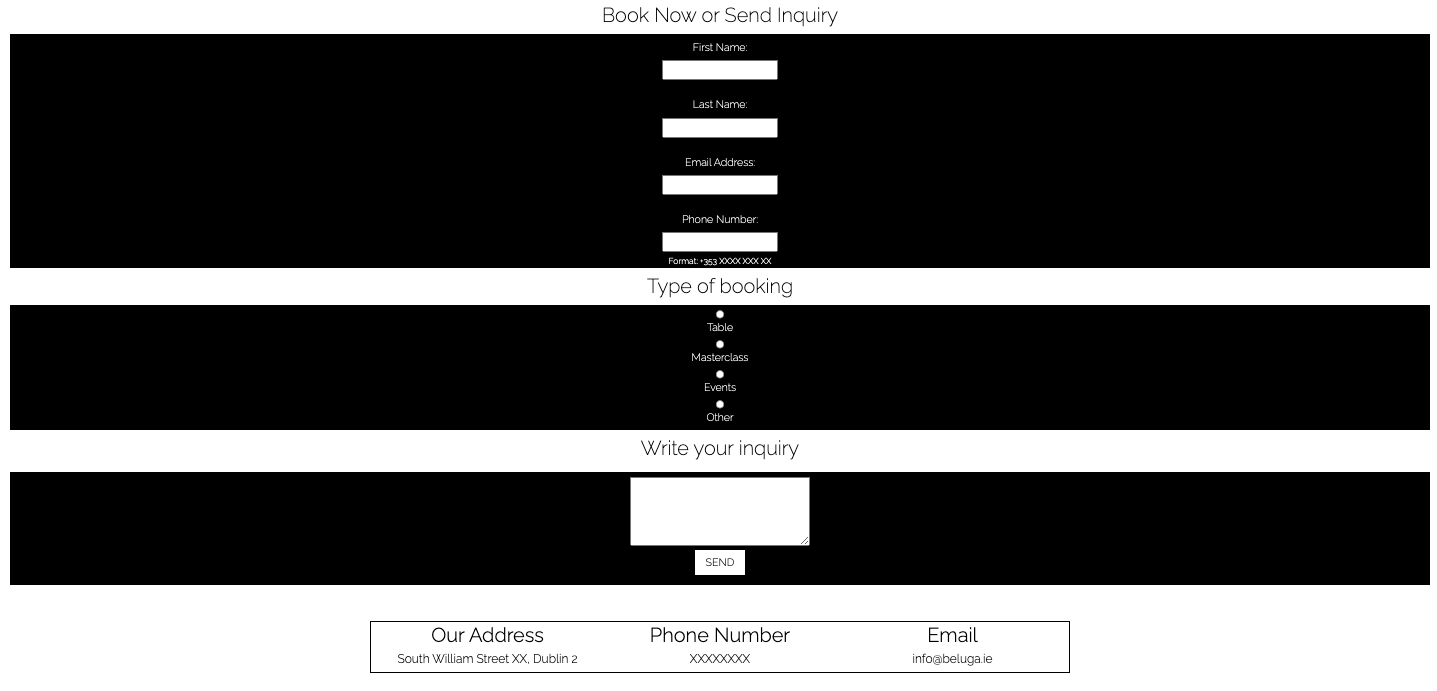 Book Now or Send Inquiry
First Name:
Last Name:
Email Address:
Phone Number:
Format: +353 XXXX XXX XX
Type of booking
Table
Masterclass
Events
Other
Write your inquiry
SEND
Our Address
South William Street XX, Dublin 2
Phone Number
XXXXXXXX
Email
info@beluga.ie